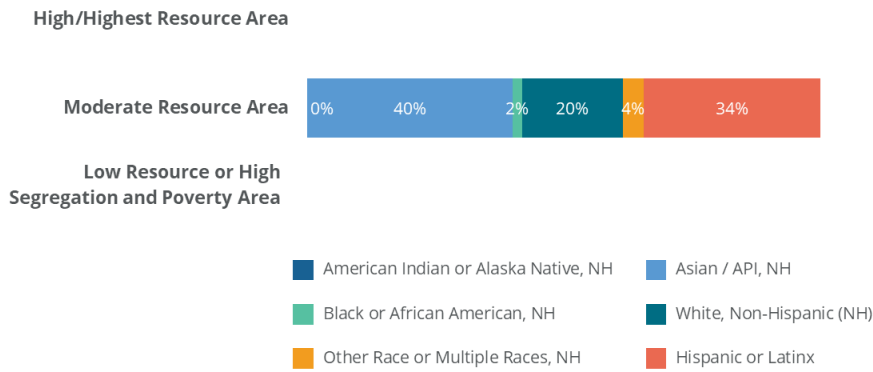 High/Highest Resource Area
Moderate Resource Area
0% 40% 2% 20% 4% 34%
Low Resource or High
Segregation and Poverty Area
American Indian or Alaska Native, NH
Asian / API, NH
Black or African American, NH
White, Non-Hispanic (NH)
Other Race or Multiple Races, NH
Hispanic or Latinx